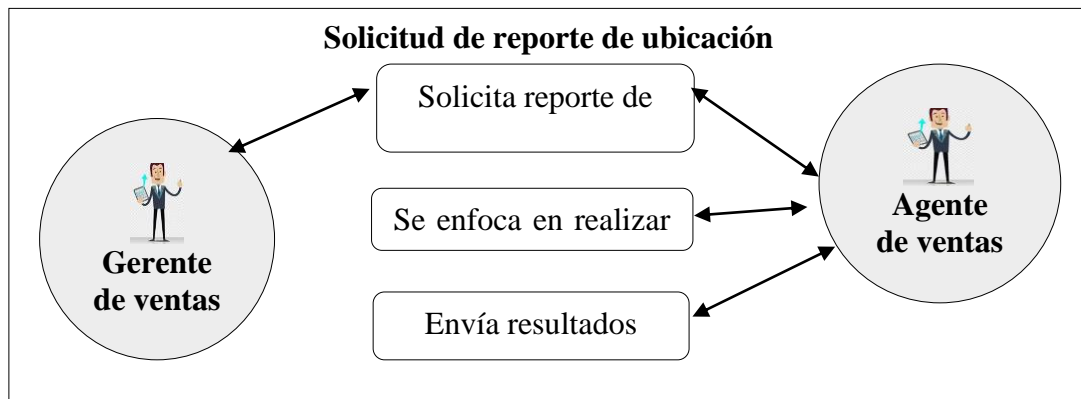 Solicitud de reporte de ubicación
Solicita reporte de
Se enfoca en realizar
Envía resultados
Gerente
de ventas
Agente
de ventas